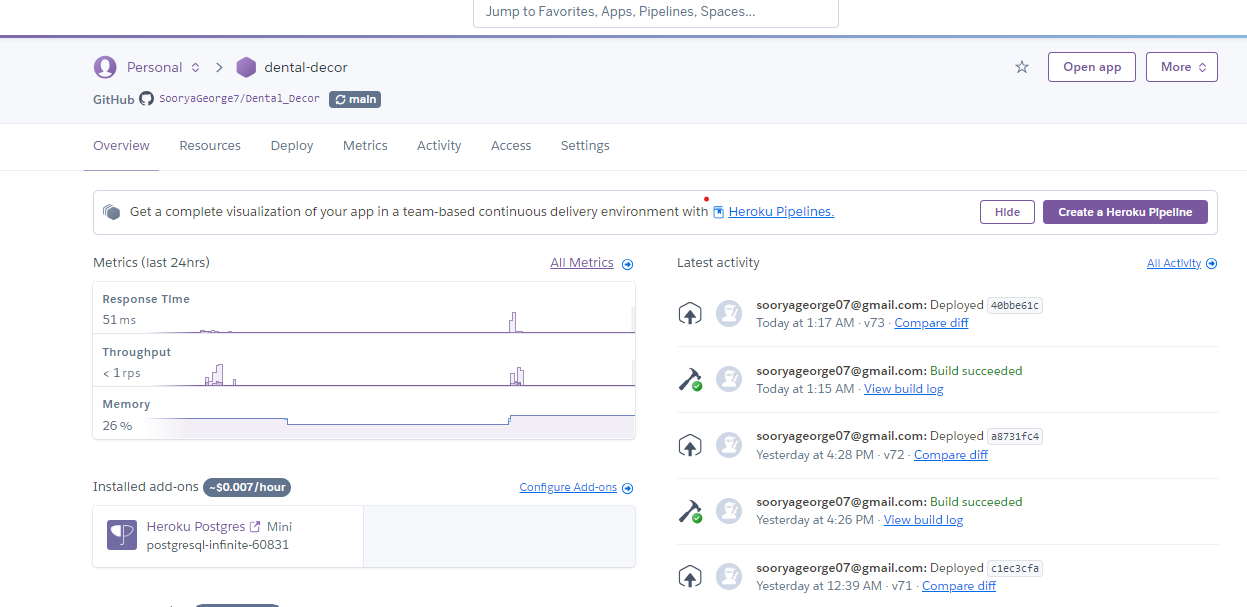 Jump to Favorites, Apps, Pipelines, Spaces...
Personal
dental-decor
Open app
More
GitHub SooryaGeorge7/Dental_Decor main
Overview Resources Deploy Metrics Activity Access Settings
Get a complete visualization of your app in a team-based continuous delivery environment with Heroku Pipelines.
Hide
Create a Heroku Pipeline
Metrics (last 24hrs)
All Metrics
Response Time
51 ms
Throughput
< 1 rps
Memory
26 %
Installed add-ons ~$0.007/hour
Configure Add-ons
Heroku Postgres Mini
postgresql-infinite-60831
Latest activity
All Activity
sooryageorge07@gmail.com: Deployed 40bbe61c
Today at 1:17 AM · v73 · Compare diff
sooryageorge07@gmail.com: Build succeeded
Today at 1:15 AM · View build log
sooryageorge07@gmail.com: Deployed a8731fc4
Yesterday at 4:28 PM · v72 · Compare diff
sooryageorge07@gmail.com: Build succeeded
Yesterday at 4:26 PM · View build log
sooryageorge07@gmail.com: Deployed c1ec3cfa
Yesterday at 12:39 AM · v71 · Compare diff